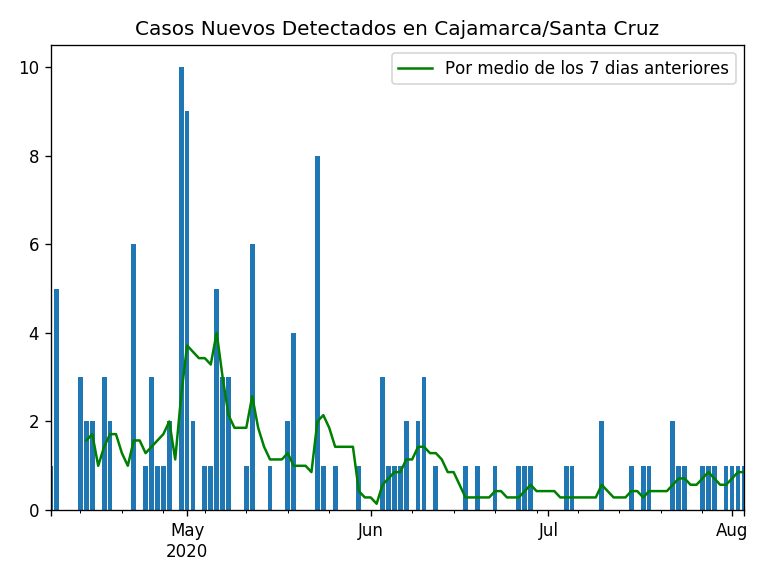 Casos Nuevos Detectados en Cajamarca/Santa Cruz
Por medio de los 7 dias anteriores
10
8
6
4
2
0
May Jun Jul Aug
2020